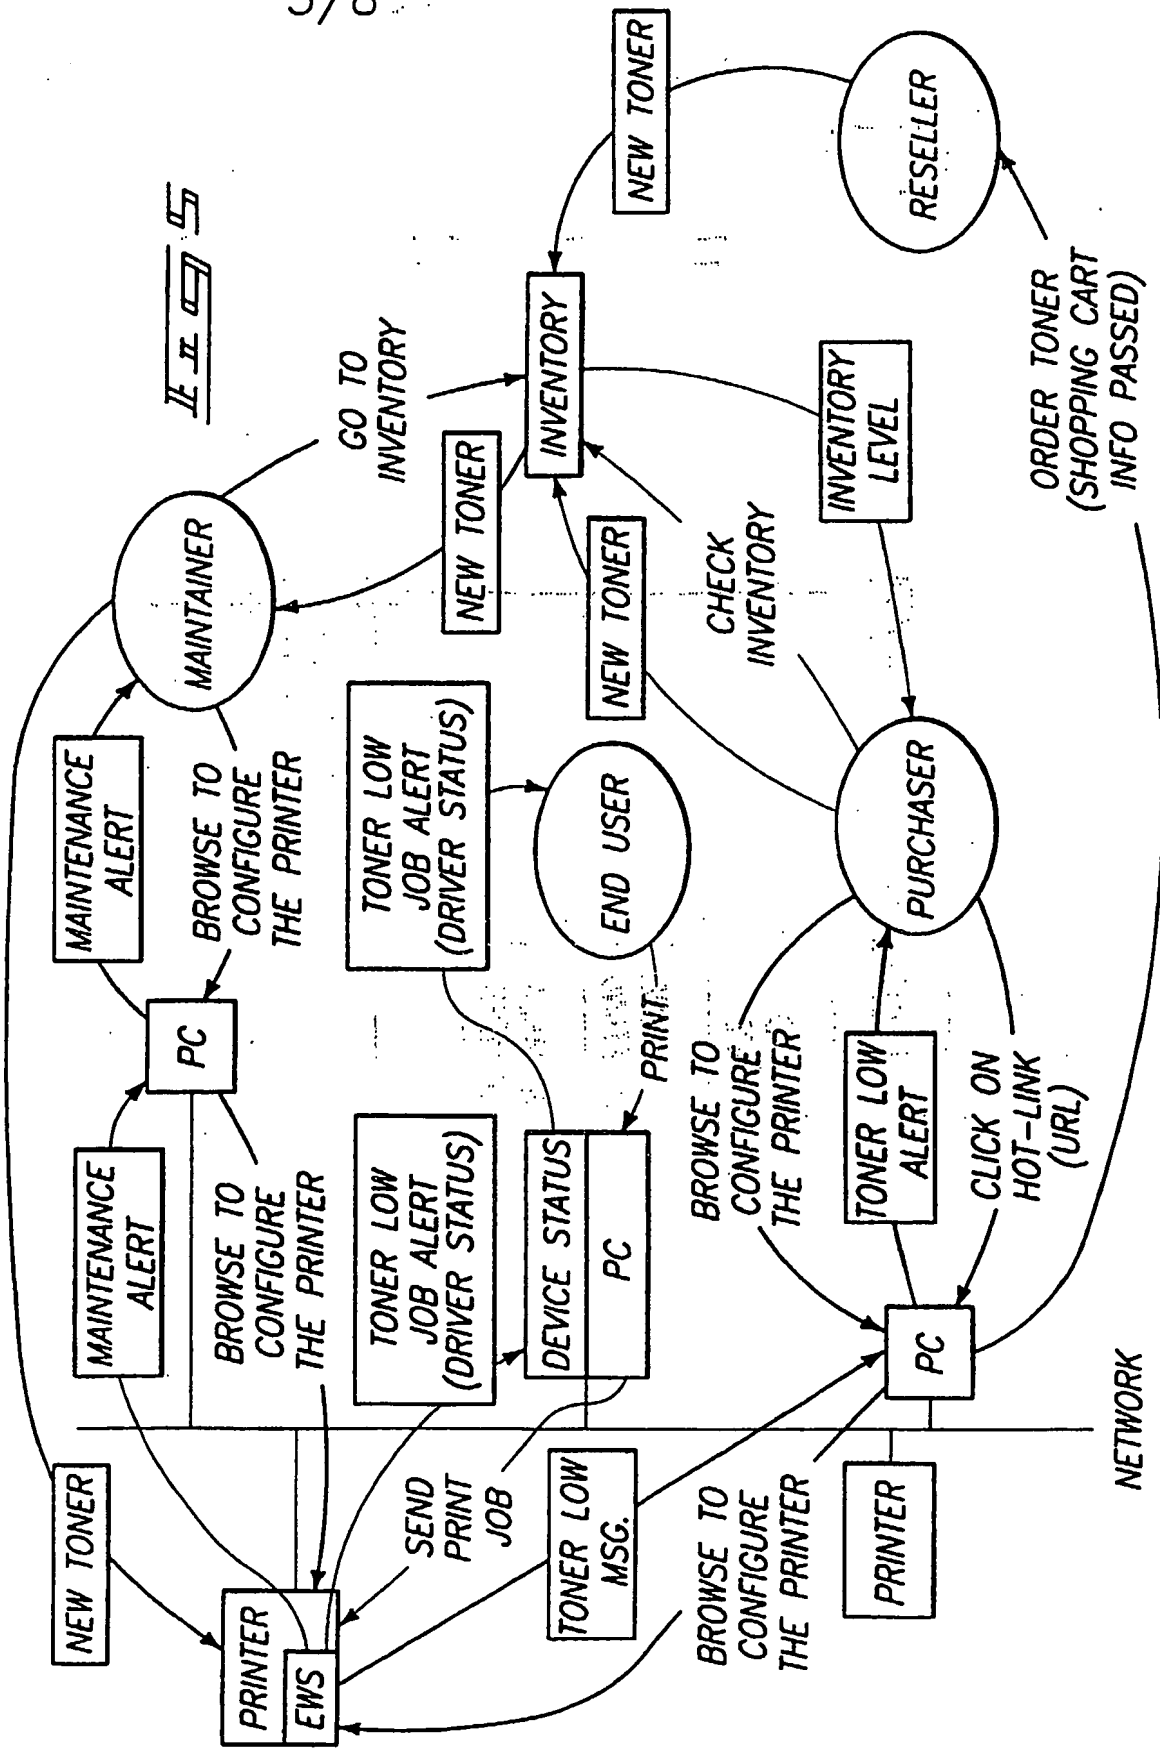 5/8
Fig 5
NEW TONER
MAINTENANCE
ALERT
MAINTENANCE
ALERT
MAINTAINER
PC
BROWSE TO
CONFIGURE
THE PRINTER
BROWSE TO
CONFIGURE
THE PRINTER
GO TO
INVENTORY
PRINTER
EWS
TONER LOW
JOB ALERT
(DRIVER STATUS)
TONER LOW
JOB ALERT
(DRIVER STATUS)
NEW TONER
INVENTORY
NEW TONER
SEND
PRINT
JOB
DEVICE STATUS
PC
PRINT
END USER
NEW TONER
TONER LOW
MSG.
BROWSE TO
CONFIGURE
THE PRINTER
BROWSE TO
CONFIGURE
THE PRINTER
CHECK
INVENTORY
INVENTORY
LEVEL
PRINTER
PC
TONER LOW
ALERT
PURCHASER
RESELLER
CLICK ON
HOT-LINK
(URL)
ORDER TONER
(SHOPPING CART
INFO PASSED)
NETWORK